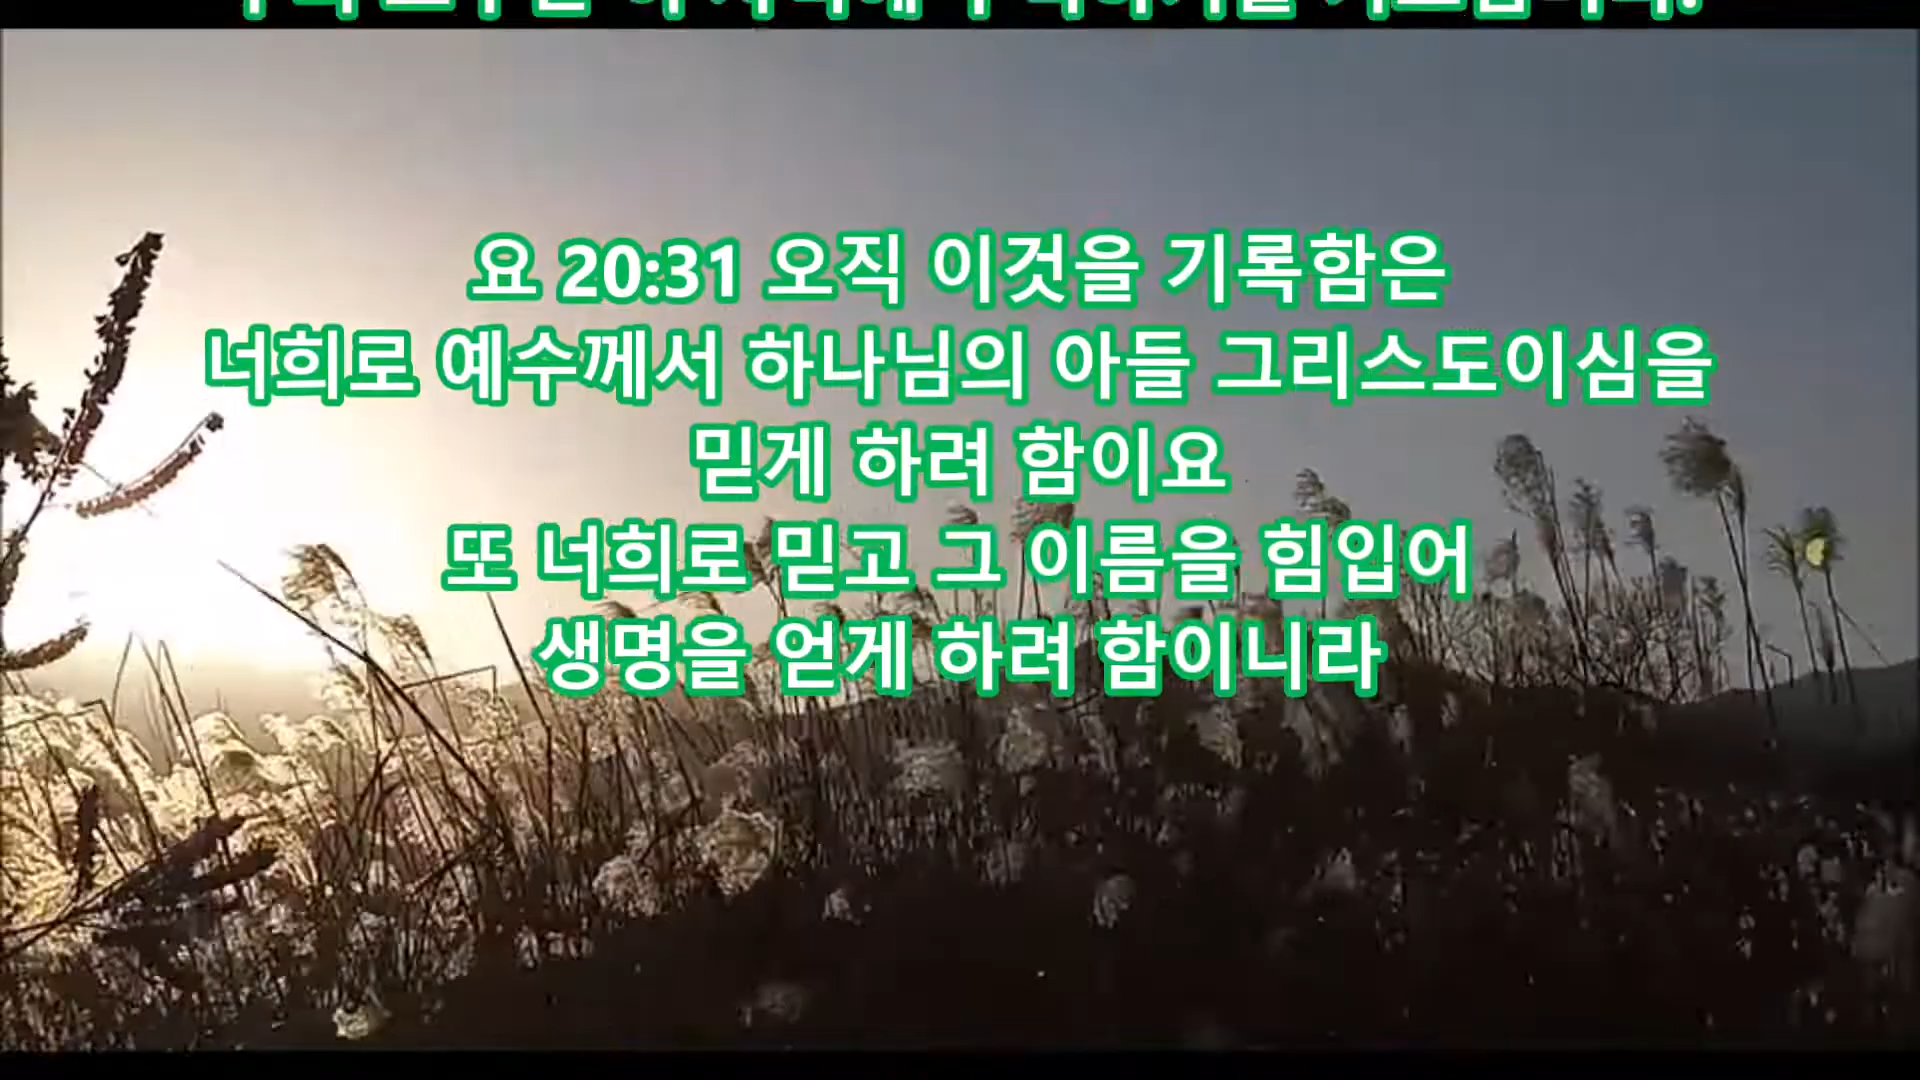 요 20:31 오직 이것을 기록함은
너희로 예수께서 하나님의 아들 그리스도이심을
믿게 하려 함이요
또 너희로 믿고 그 이름을 힘입어
생명을 얻게 하려 함이니라